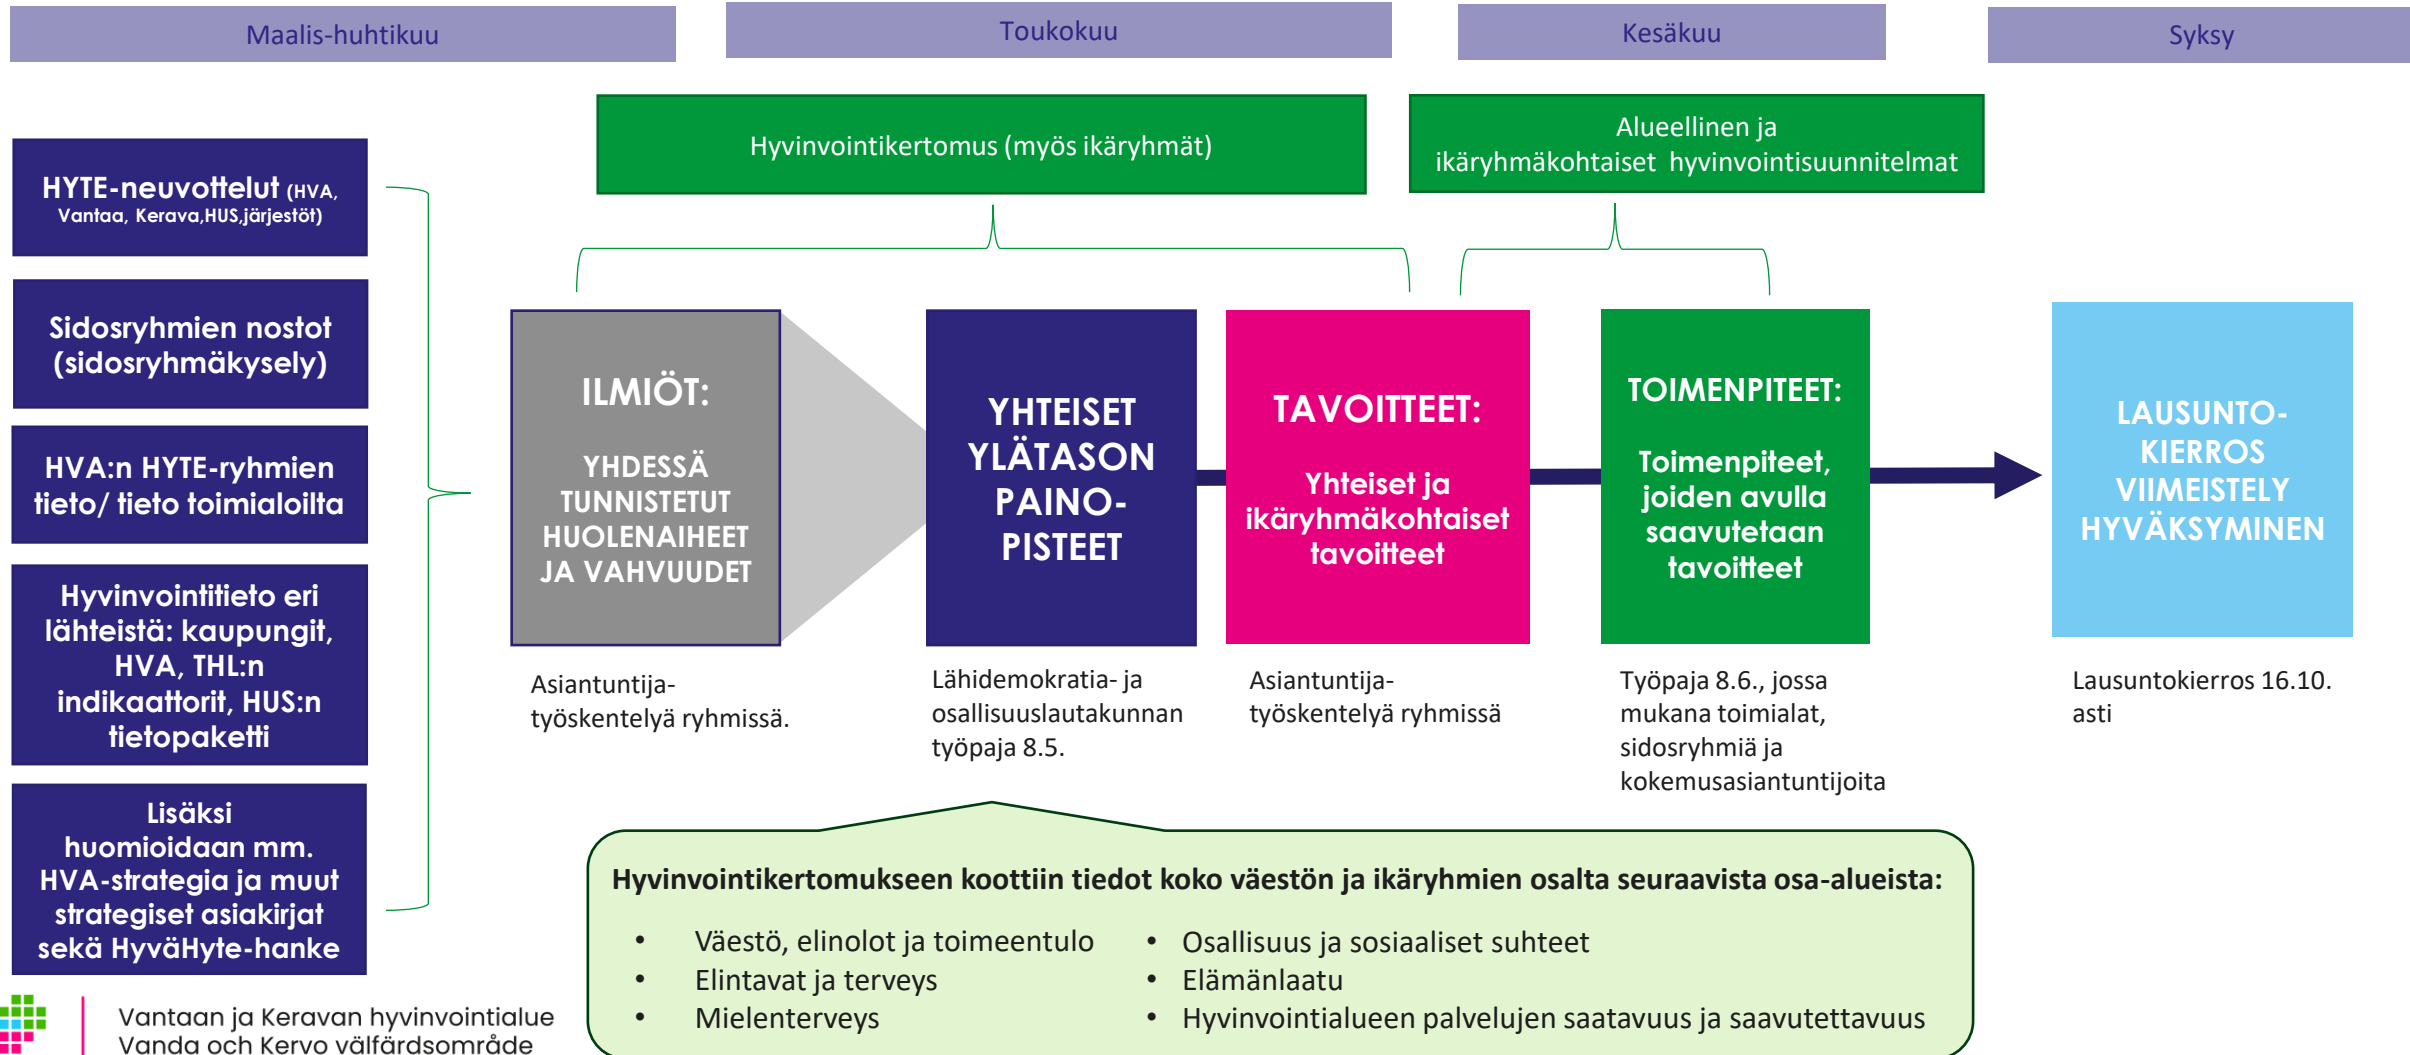 Maalis-huhtikuu
Toukokuu
Kesäkuu
Syksy
Hyvinvointikertomus (myös ikäryhmät)
Alueellinen ja
ikäryhmäkohtaiset hyvinvointisuunnitelmat
HYTE-neuvottelut (HVA,
Vantaa, Kerava,HUS,järjestöt)
Sidosryhmien nostot
(sidosryhmäkysely)
HVA:n HYTE-ryhmien
tieto/ tieto toimialoilta
Hyvinvointitieto eri
lähteistä: kaupungit,
HVA, THL:n
indikaattorit, HUS:n
tietopaketti
Lisäksi
huomioidaan mm.
HVA-strategia ja muut
strategiset asiakirjat
sekä HyväHyte-hanke
ILMIÖT:
YHDESSÄ
TUNNISTETUT
HUOLENAIHEET
JA VAHVUUDET
Asiantuntija-
työskentelyä ryhmissä.
YHTEISET
YLÄTASON
PAINO-
PISTEET
Lähidemokratia- ja
osallisuuslautakunnan
työpaja 8.5.
TAVOITTEET:
Yhteiset ja
ikäryhmäkohtaiset
tavoitteet
Asiantuntija-
työskentelyä ryhmissä
TOIMENPITEET:
Toimenpiteet,
joiden avulla
saavutetaan
tavoitteet
Työpaja 8.6., jossa
mukana toimialat,
sidosryhmiä ja
kokemusasiantuntijoita
LAUSUNTO-
KIERROS
VIIMEISTELY
HYVÄKSYMINEN
Lausuntokierros 16.10.
asti
Hyvinvointikertomukseen koottiin tiedot koko väestön ja ikäryhmien osalta seuraavista osa-alueista:
• Väestö, elinolot ja toimeentulo
• Elintavat ja terveys
• Mielenterveys
• Osallisuus ja sosiaaliset suhteet
• Elämänlaatu
• Hyvinvointialueen palvelujen saatavuus ja saavutettavuus
Vantaan ja Keravan hyvinvointialue
Vanda och Kervo välfärdsområde